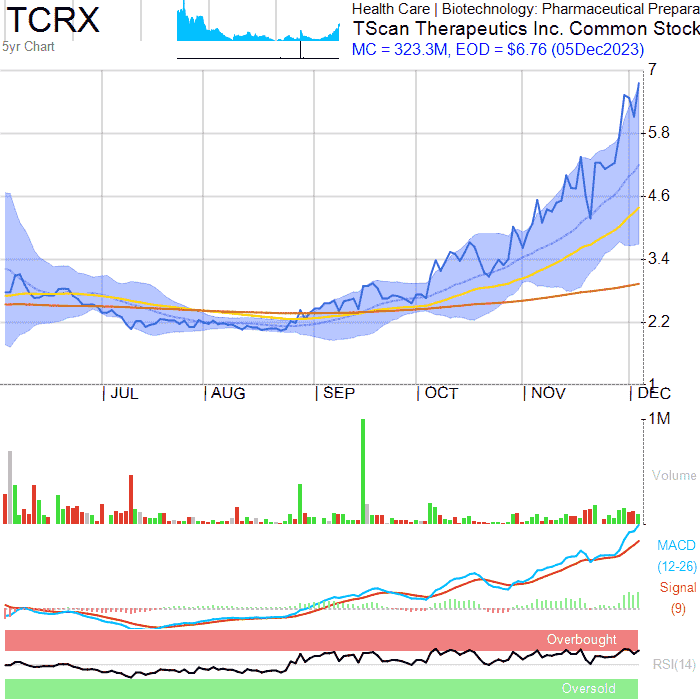 TCRX
5yr Chart
Health Care | Biotechnology: Pharmaceutical Prepara
TScan Therapeutics Inc. Common Stock
MC = 323.3M, EOD = $6.76 (05Dec2023)
7
5.8
4.6
3.4
2.2
1
| JUL | AUG | SEP | OCT | NOV | DEC
1M
Volume
MACD
(12-26)
Signal
(9)
Overbought
RSI(14)
Oversold